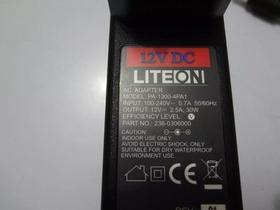 12V DC
LITEON
AC ADAPTER
MODEL: PA-1300-4PA1
INPUT: 100-240V~ 0.7A 50/60Hz
OUTPUT: 12V⎓ 2.5A; 30W
EFFICIENCY LEVEL: V
PART NO: 236-0306000
CAUTION:
INDOOR USE ONLY:
AVOID ELECTRIC SHOCK. ONLY
SUITABLE FOR DRY WATERPROOF
ENVIRONMENT.
CE